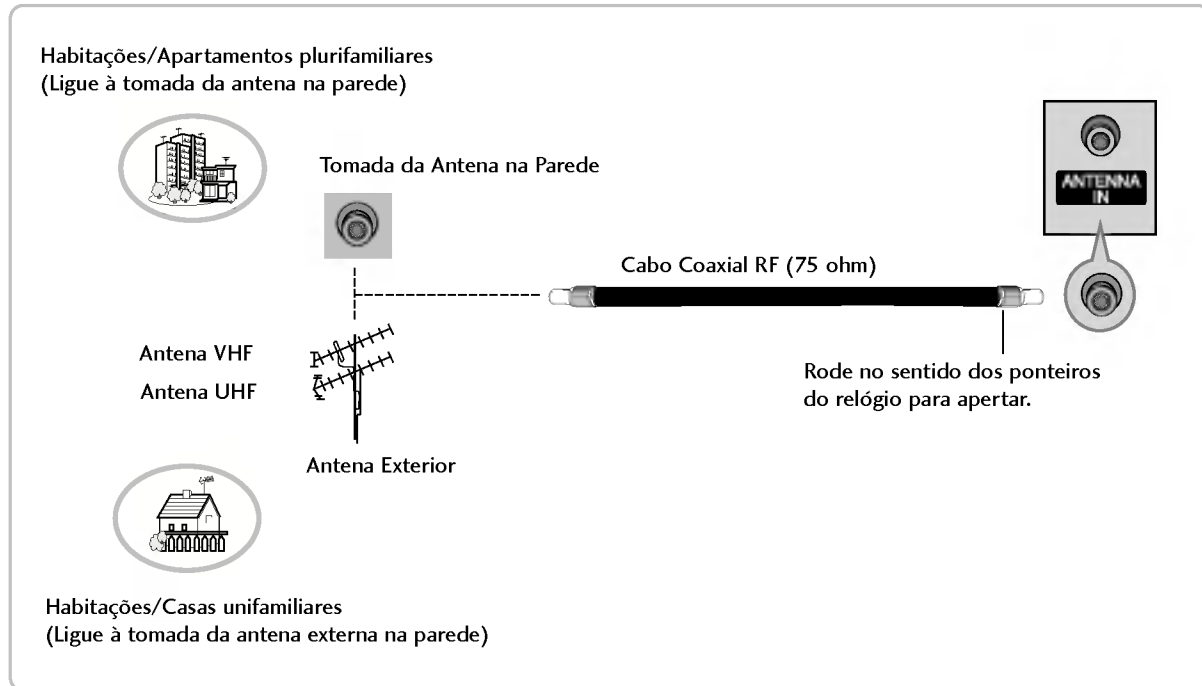 Habitações/Apartamentos plurifamiliares
(Ligue à tomada da antena na parede)
Tomada da Antena na Parede
ANTENNA
IN
Cabo Coaxial RF (75 ohm)
Antena VHF
Antena UHF
Rode no sentido dos ponteiros
do relógio para apertar.
Antena Exterior
Habitações/Casas unifamiliares
(Ligue à tomada da antena externa na parede)